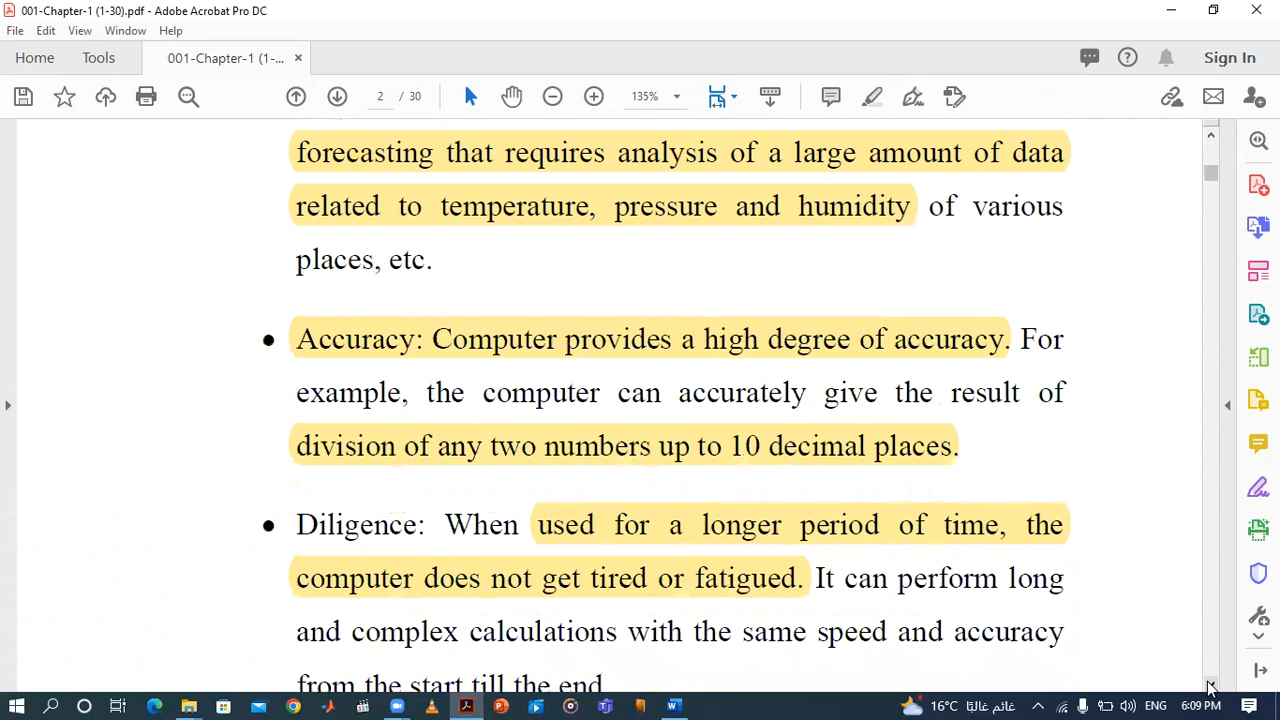 001-Chapter-1 (1-30).pdf - Adobe Acrobat Pro DC
File Edit View Window Help
Home Tools 001-Chapter-1 (1-... Sign In
2 / 30 135%
forecasting that requires analysis of a large amount of data
related to temperature, pressure and humidity of various
places, etc.
• Accuracy: Computer provides a high degree of accuracy. For
example, the computer can accurately give the result of
division of any two numbers up to 10 decimal places.
• Diligence: When used for a longer period of time, the
computer does not get tired or fatigued. It can perform long
and complex calculations with the same speed and accuracy
from the start till the end.
16°C غائم غالبًا ENG 6:09 PM